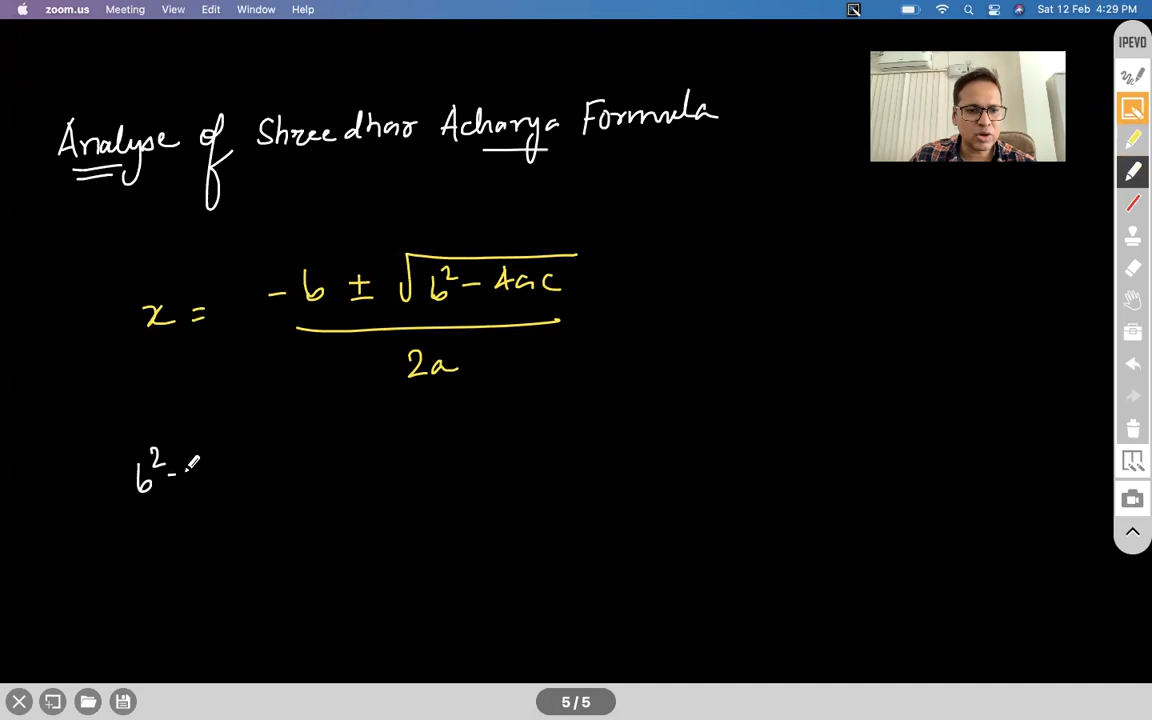 zoom.us Meeting View Edit Window Help Sat 12 Feb 4:29 PM
IPEVO
Analyse of Shreedhar Acharya Formula
x = -b ± √(b² - 4ac) / 2a
b² -
5 / 5